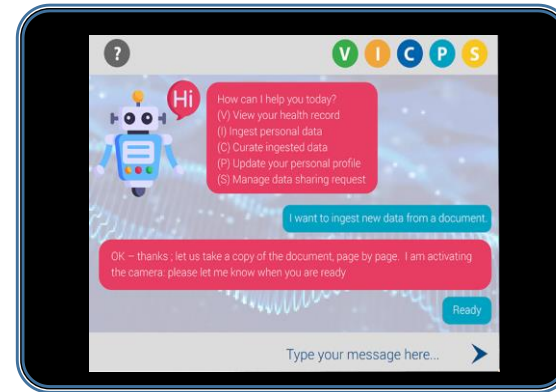 ?
V I C P S
Hi
How can I help you today?
(V) View your health record
(I) Ingest personal data
(C) Curate ingested data
(P) Update your personal profile
(S) Manage data sharing request
I want to ingest new data from a document.
OK – thanks ; let us take a copy of the document, page by page. I am activating
the camera: please let me know when you are ready
Ready
Type your message here...